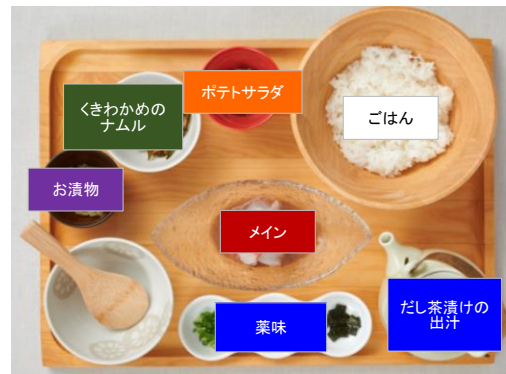 ポテトサラダ
くきわかめの
ナムル
ごはん
お漬物
メイン
だし茶漬けの
出汁
薬味